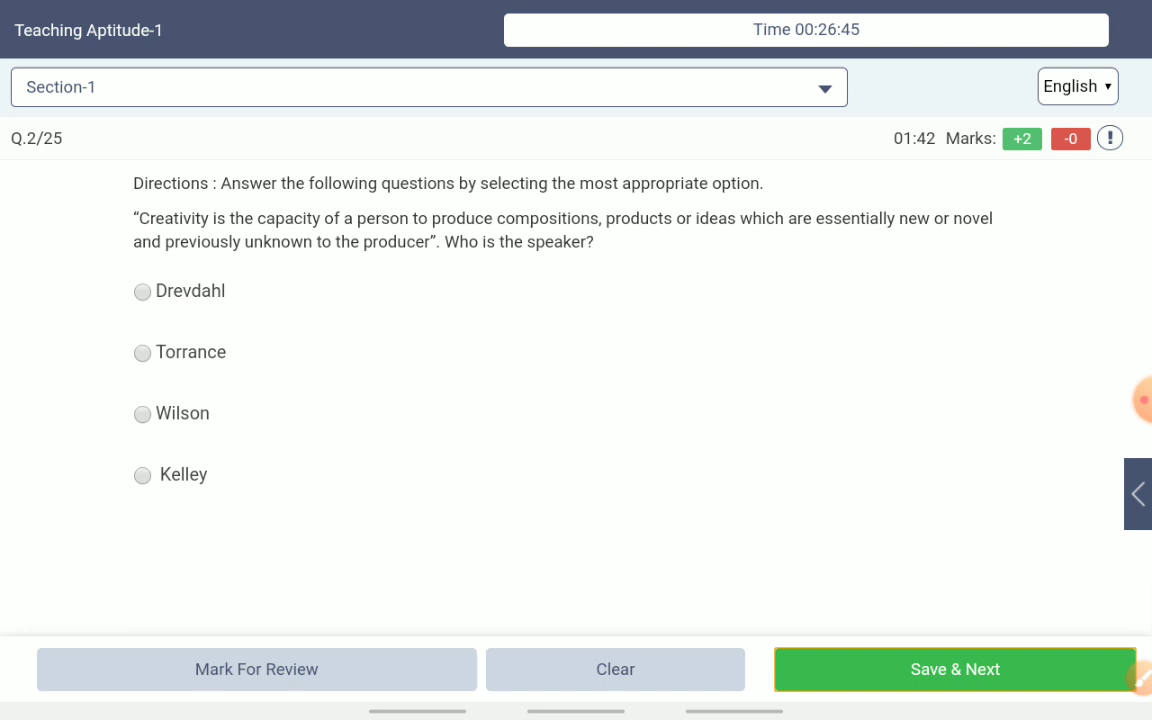 Teaching Aptitude-1
Time 00:26:45
Section-1
English
Q.2/25
01:42 Marks: +2 -0 !
Directions : Answer the following questions by selecting the most appropriate option.
“Creativity is the capacity of a person to produce compositions, products or ideas which are essentially new or novel
and previously unknown to the producer”. Who is the speaker?
Drevdahl
Torrance
Wilson
Kelley
Mark For Review
Clear
Save & Next